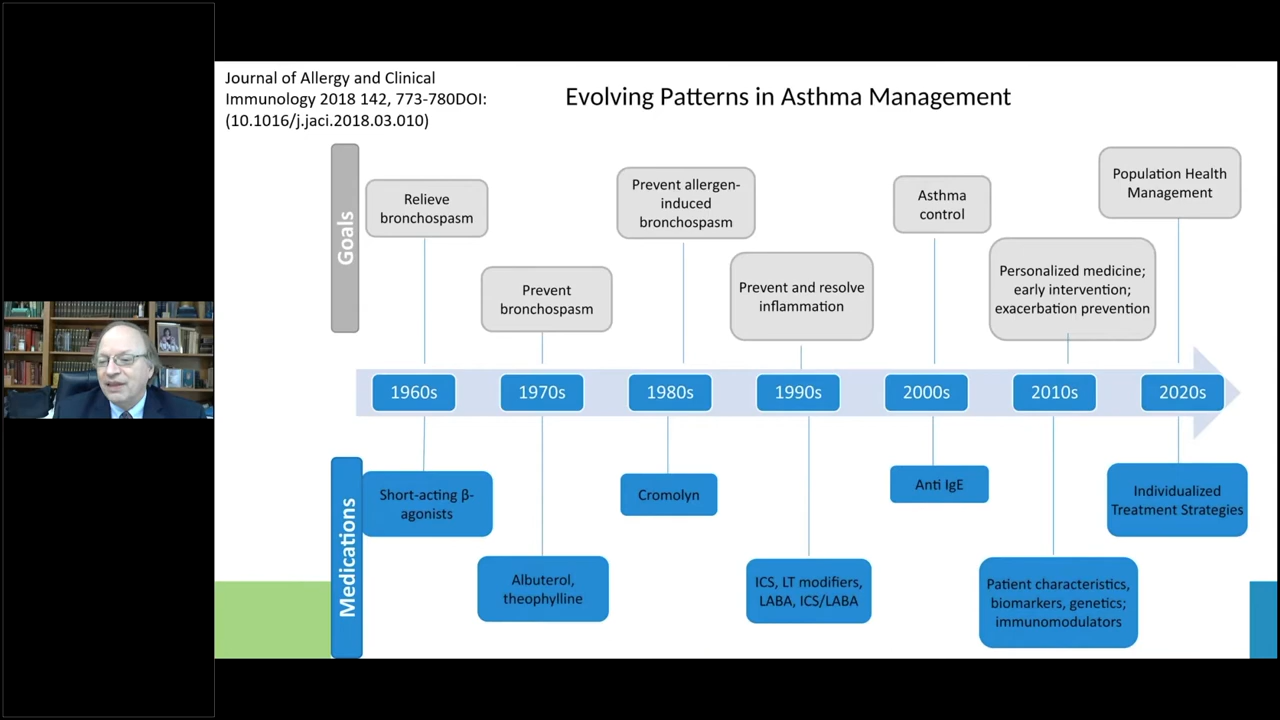 Journal of Allergy and Clinical
Immunology 2018 142, 773-780DOI:
(10.1016/j.jaci.2018.03.010)
Evolving Patterns in Asthma Management
Goals
Relieve
bronchospasm
Prevent
bronchospasm
Prevent allergen-
induced
bronchospasm
Prevent and resolve
inflammation
Asthma
control
Personalized medicine;
early intervention;
exacerbation prevention
Population Health
Management
1960s
1970s
1980s
1990s
2000s
2010s
2020s
Medications
Short-acting β-
agonists
Albuterol,
theophylline
Cromolyn
ICS, LT modifiers,
LABA, ICS/LABA
Anti IgE
Patient characteristics,
biomarkers, genetics;
immunomodulators
Individualized
Treatment Strategies